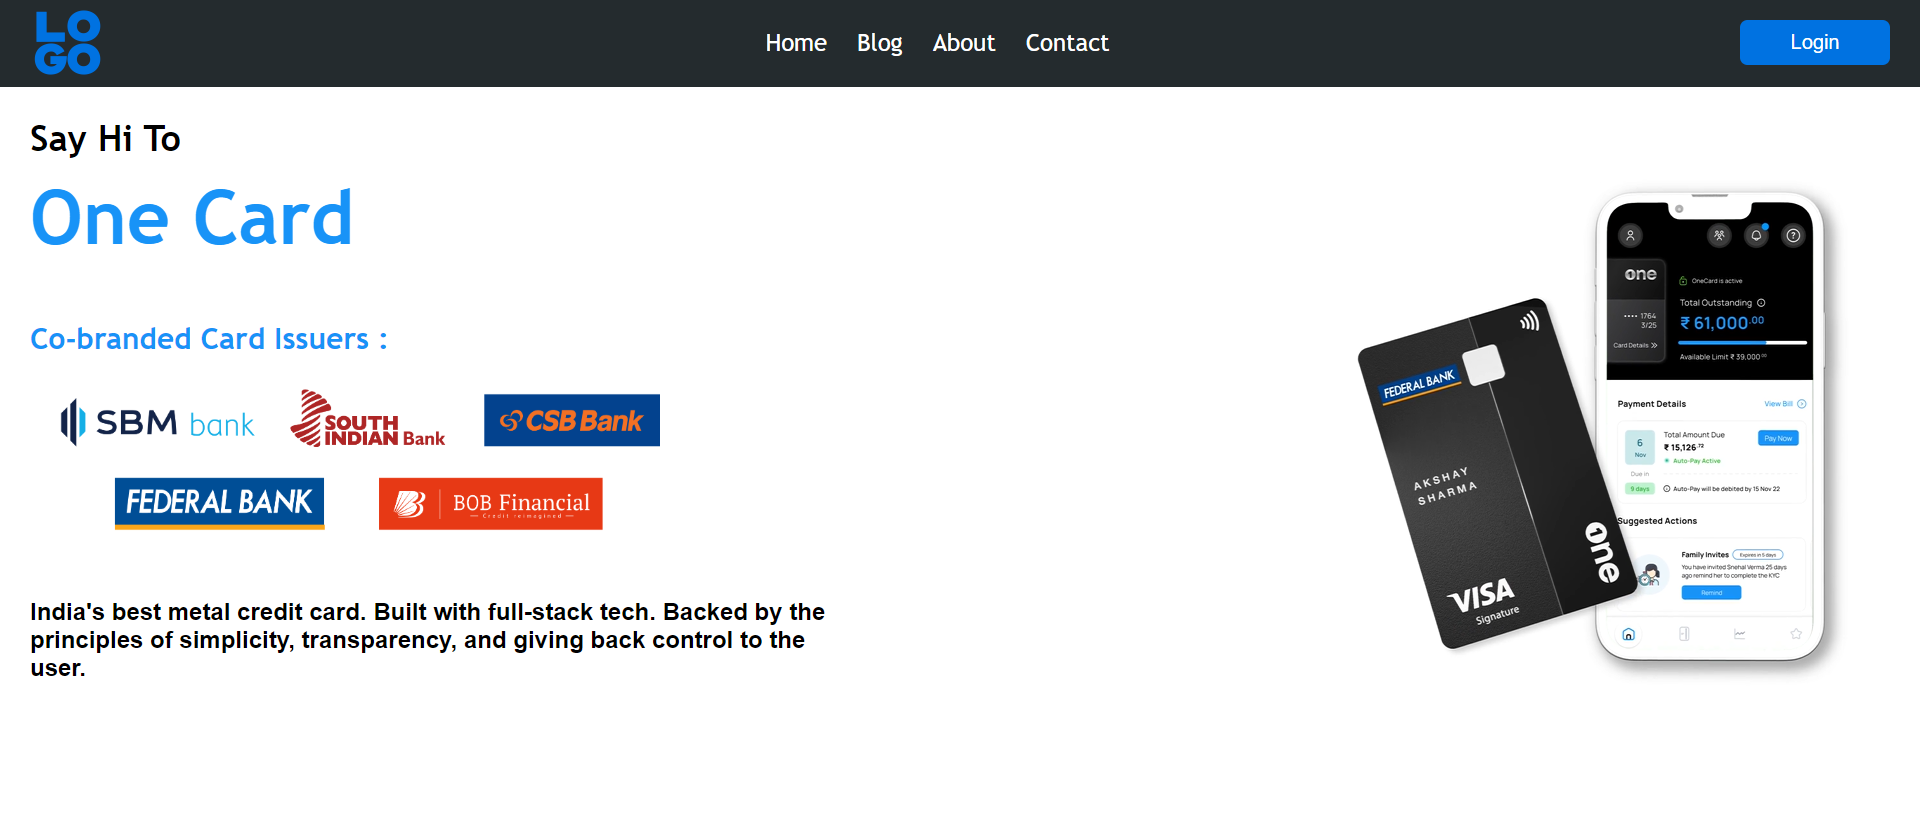 LO
GO
Home Blog About Contact
Login
Say Hi To
One Card
Co-branded Card Issuers :
SBM bank
SOUTH
INDIAN Bank
CSB Bank
FEDERAL BANK
BOB Financial
Credit reimagined
India's best metal credit card. Built with full-stack tech. Backed by the
principles of simplicity, transparency, and giving back control to the
user.
FEDERAL BANK
AKSHAY
SHARMA
one
VISA
Signature
one
•••• 1764
3/25
Card Details
OneCard is active
Total Outstanding
₹ 61,000.00
Available Limit ₹ 39,000.00
Payment Details
View Bill
6
Nov
Due in
9 days
Total Amount Due
₹ 15,126.72
Auto-Pay Active
Pay Now
Auto-Pay will be debited by 15 Nov 22
Suggested Actions
Family Invites
Expires in 5 days
You have invited Snehal Verma 25 days
ago remind her to complete the KYC
Remind